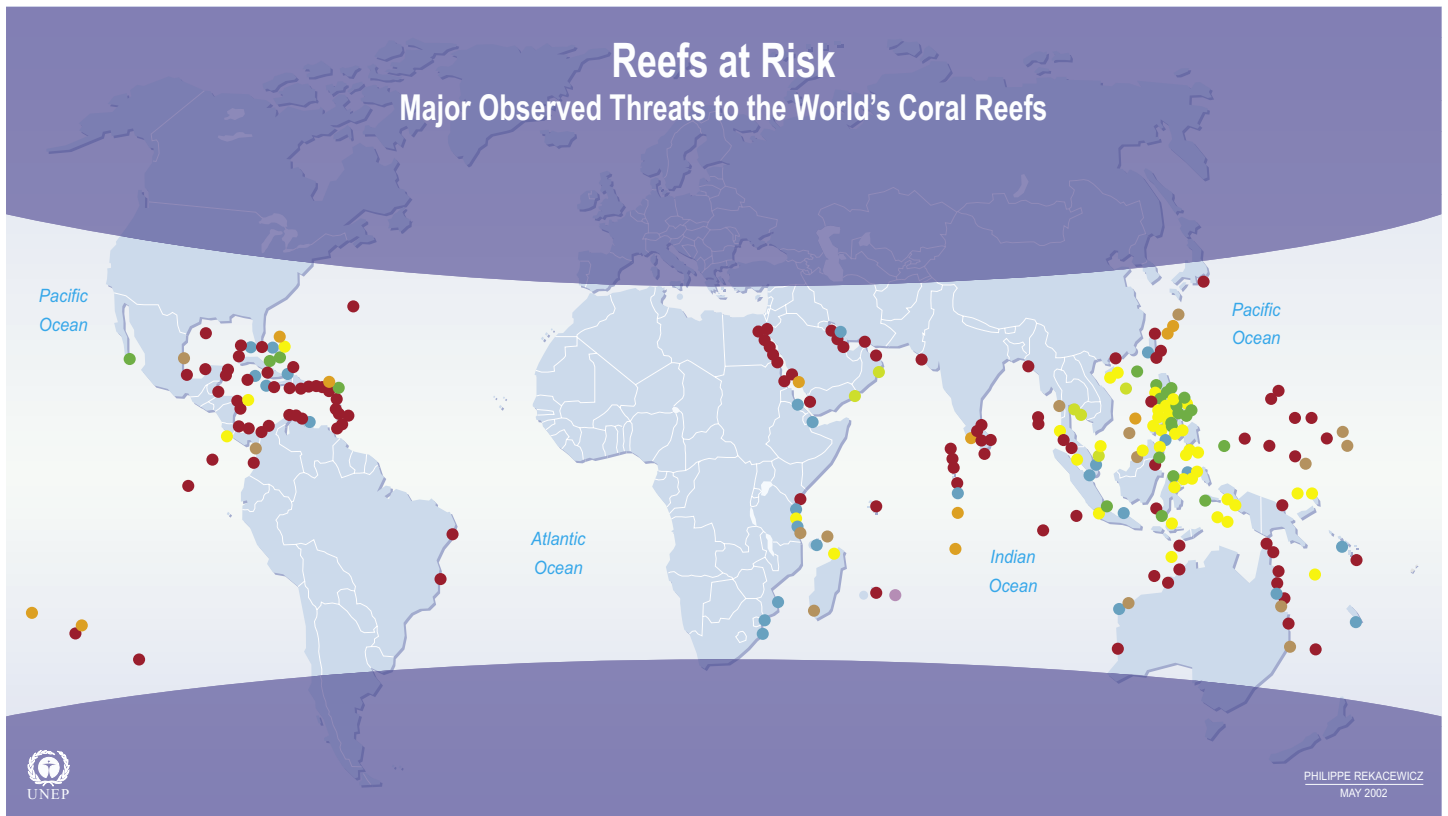 Reefs at Risk
Major Observed Threats to the World’s Coral Reefs
Pacific
Ocean
Pacific
Ocean
Atlantic
Ocean
Indian
Ocean
UNEP
PHILIPPE REKACEWICZ
MAY 2002